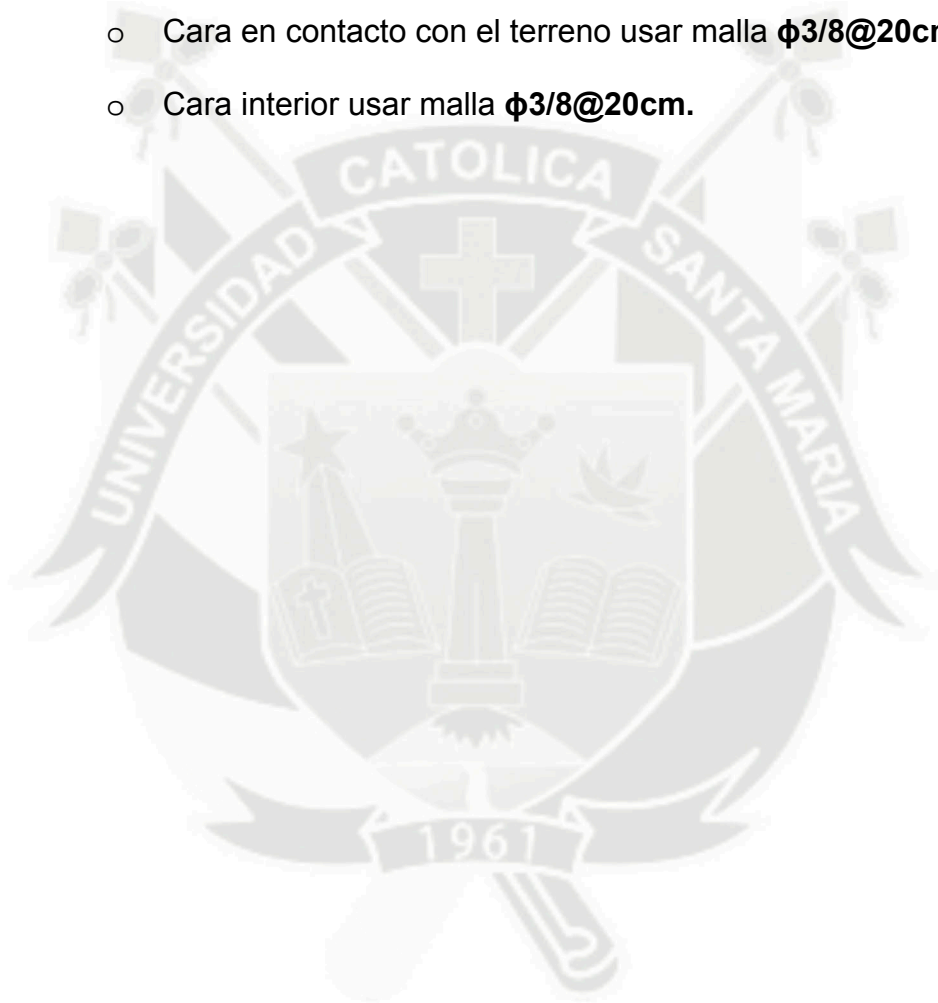 o Cara en contacto con el terreno usar malla ϕ3/8@20c
o Cara interior usar malla ϕ3/8@20cm.
CATOLICA
UNIVERSIDAD
SANTA MARIA
1961